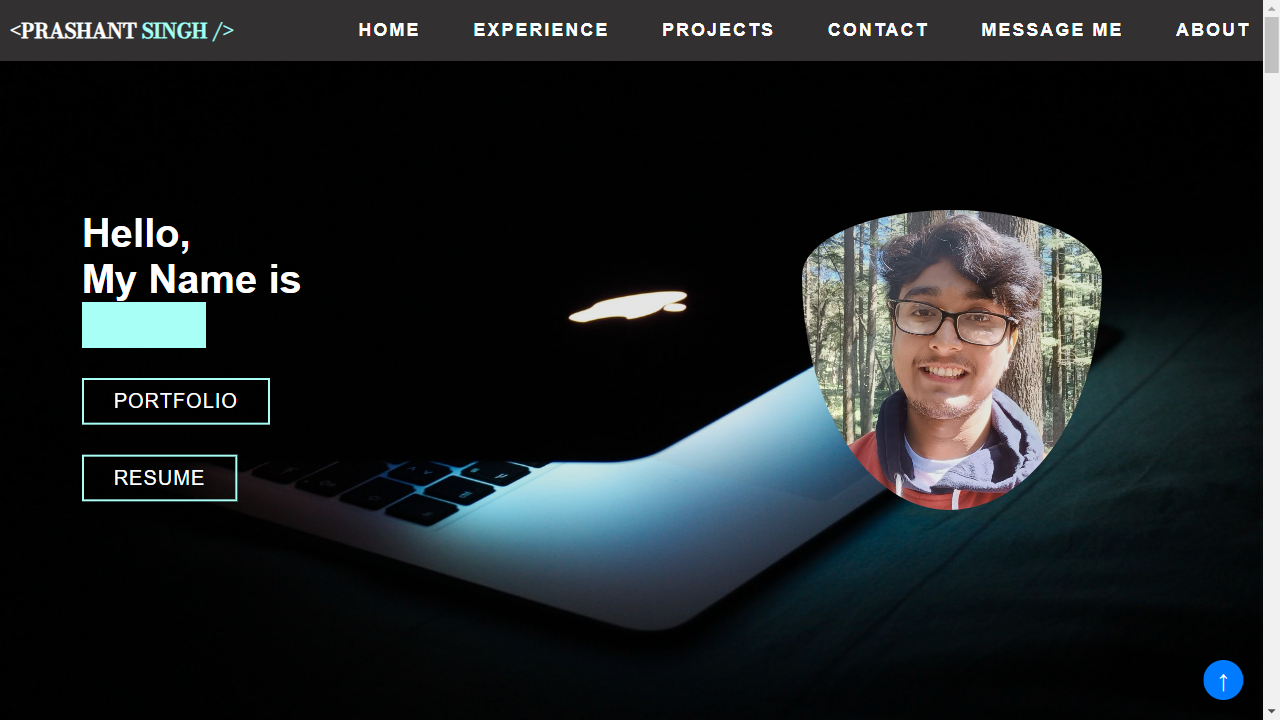 <PRASHANT SINGH />
HOME EXPERIENCE PROJECTS CONTACT MESSAGE ME ABOUT
Hello,
My Name is
PORTFOLIO
RESUME
↑